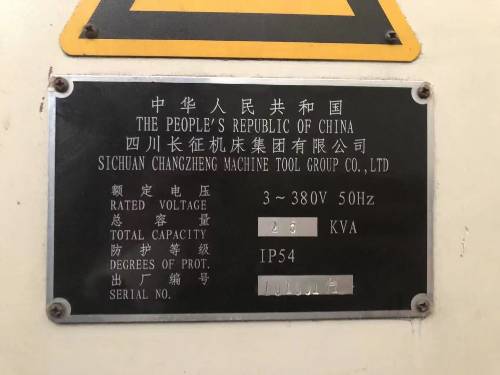 中华人民共和国
THE PEOPLE'S REPUBLIC OF CHINA
四川长征机床集团有限公司
SICHUAN CHANGZHENG MACHINE TOOL GROUP CO.,LTD
额定电压
RATED VOLTAGE 3～380V 50Hz
总容量
TOTAL CAPACITY 25 KVA
防护等级
DEGREES OF PROT. IP54
出厂编号
SERIAL NO.